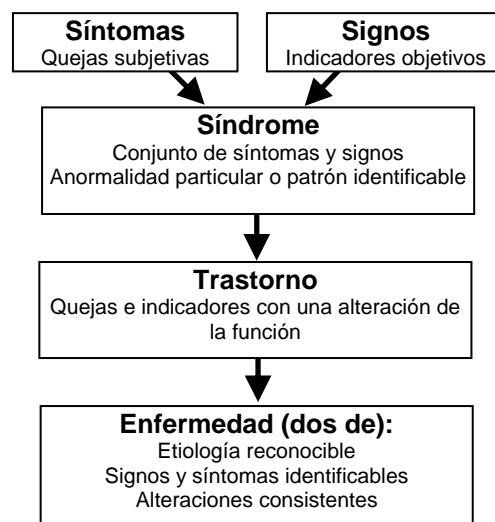 Síntomas
Quejas subjetivas
Signos
Indicadores objetivos
Síndrome
Conjunto de síntomas y signos
Anormalidad particular o patrón identificable
Trastorno
Quejas e indicadores con una alteración de
la función
Enfermedad (dos de):
Etiología reconocible
Signos y síntomas identificables
Alteraciones consistentes